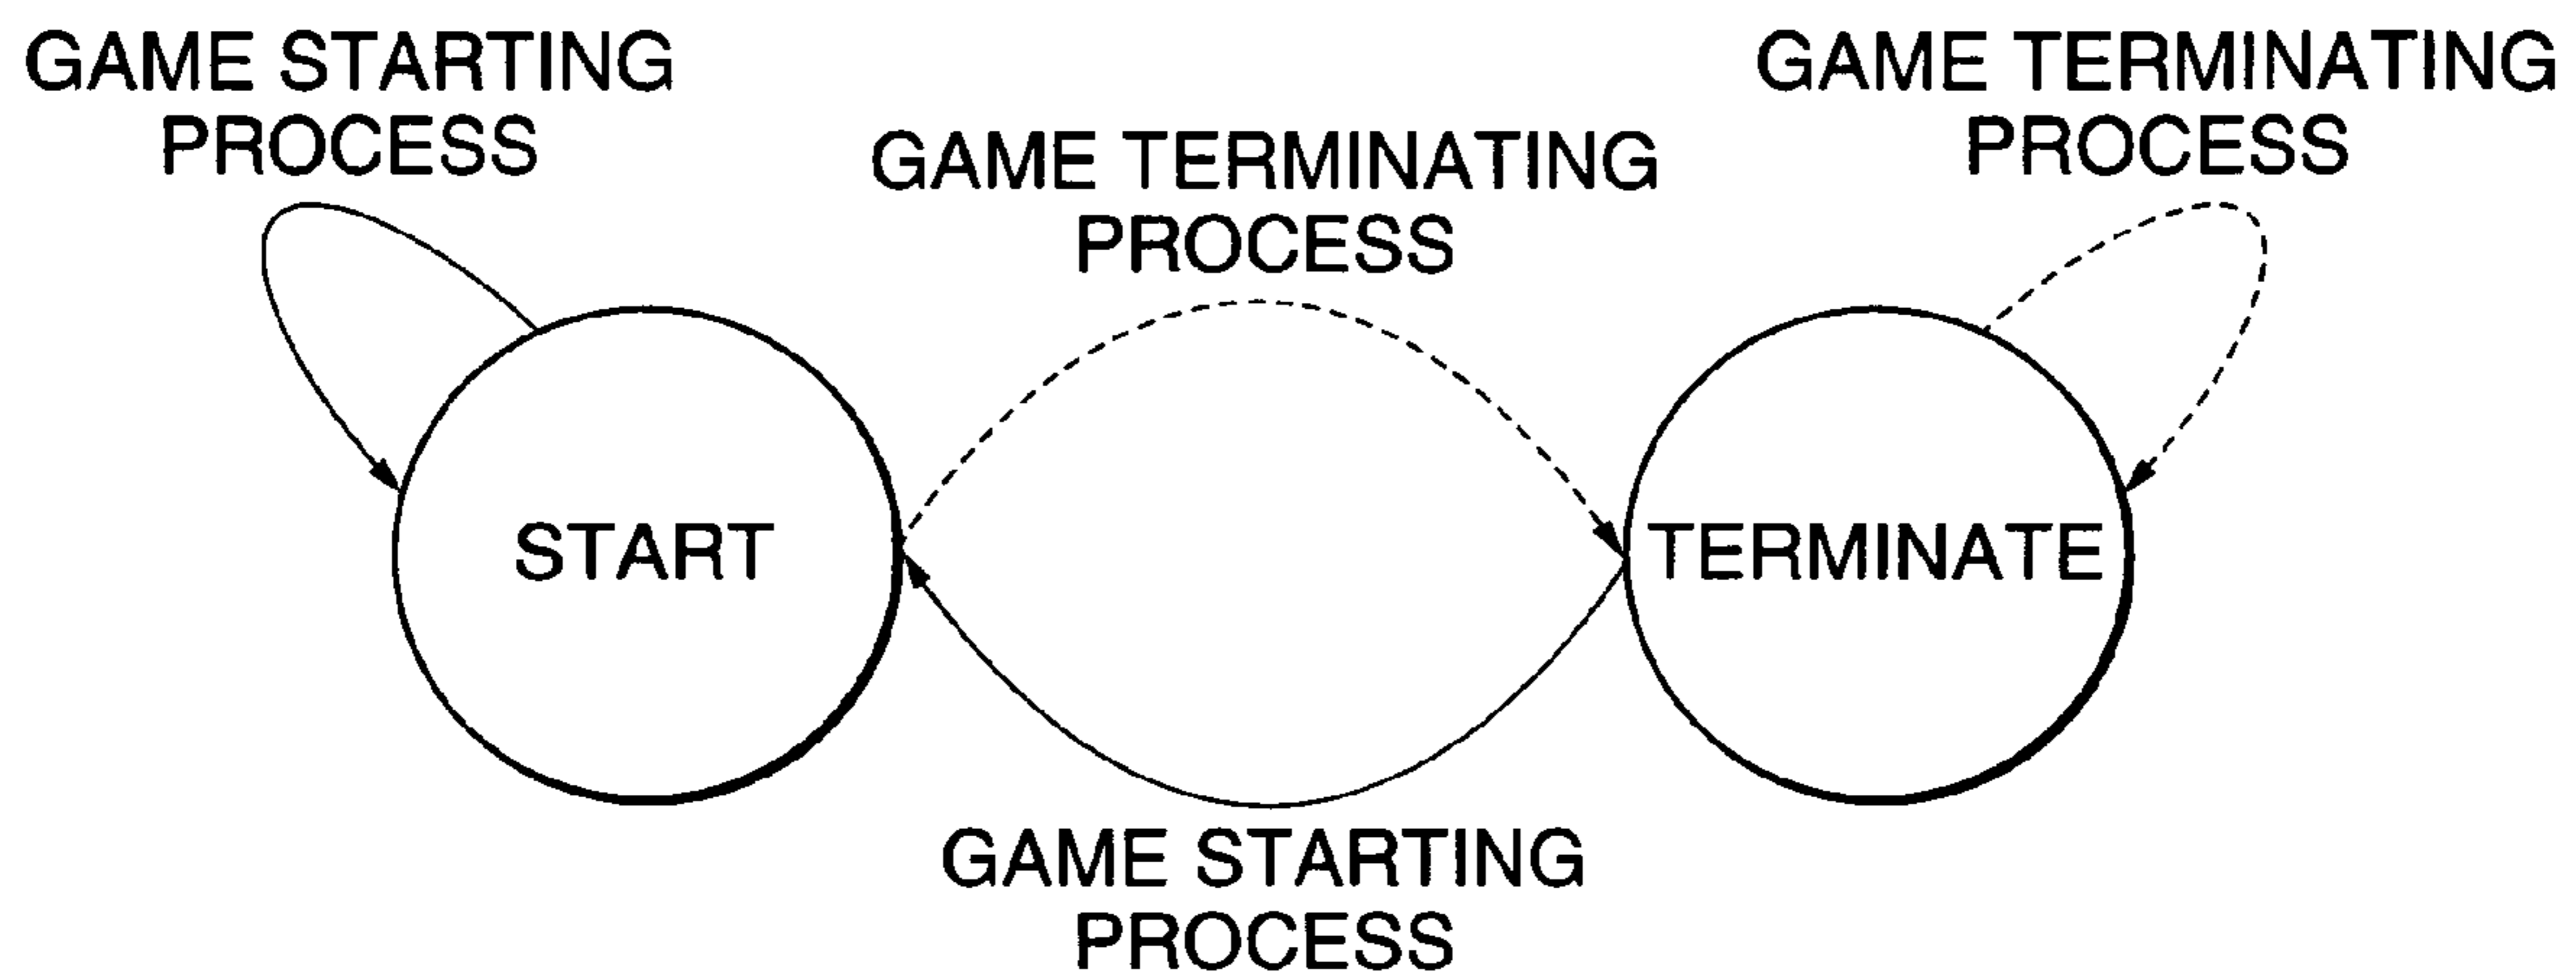 GAME STARTING
PROCESS
GAME TERMINATING
PROCESS
GAME TERMINATING
PROCESS
START
TERMINATE
GAME STARTING
PROCESS